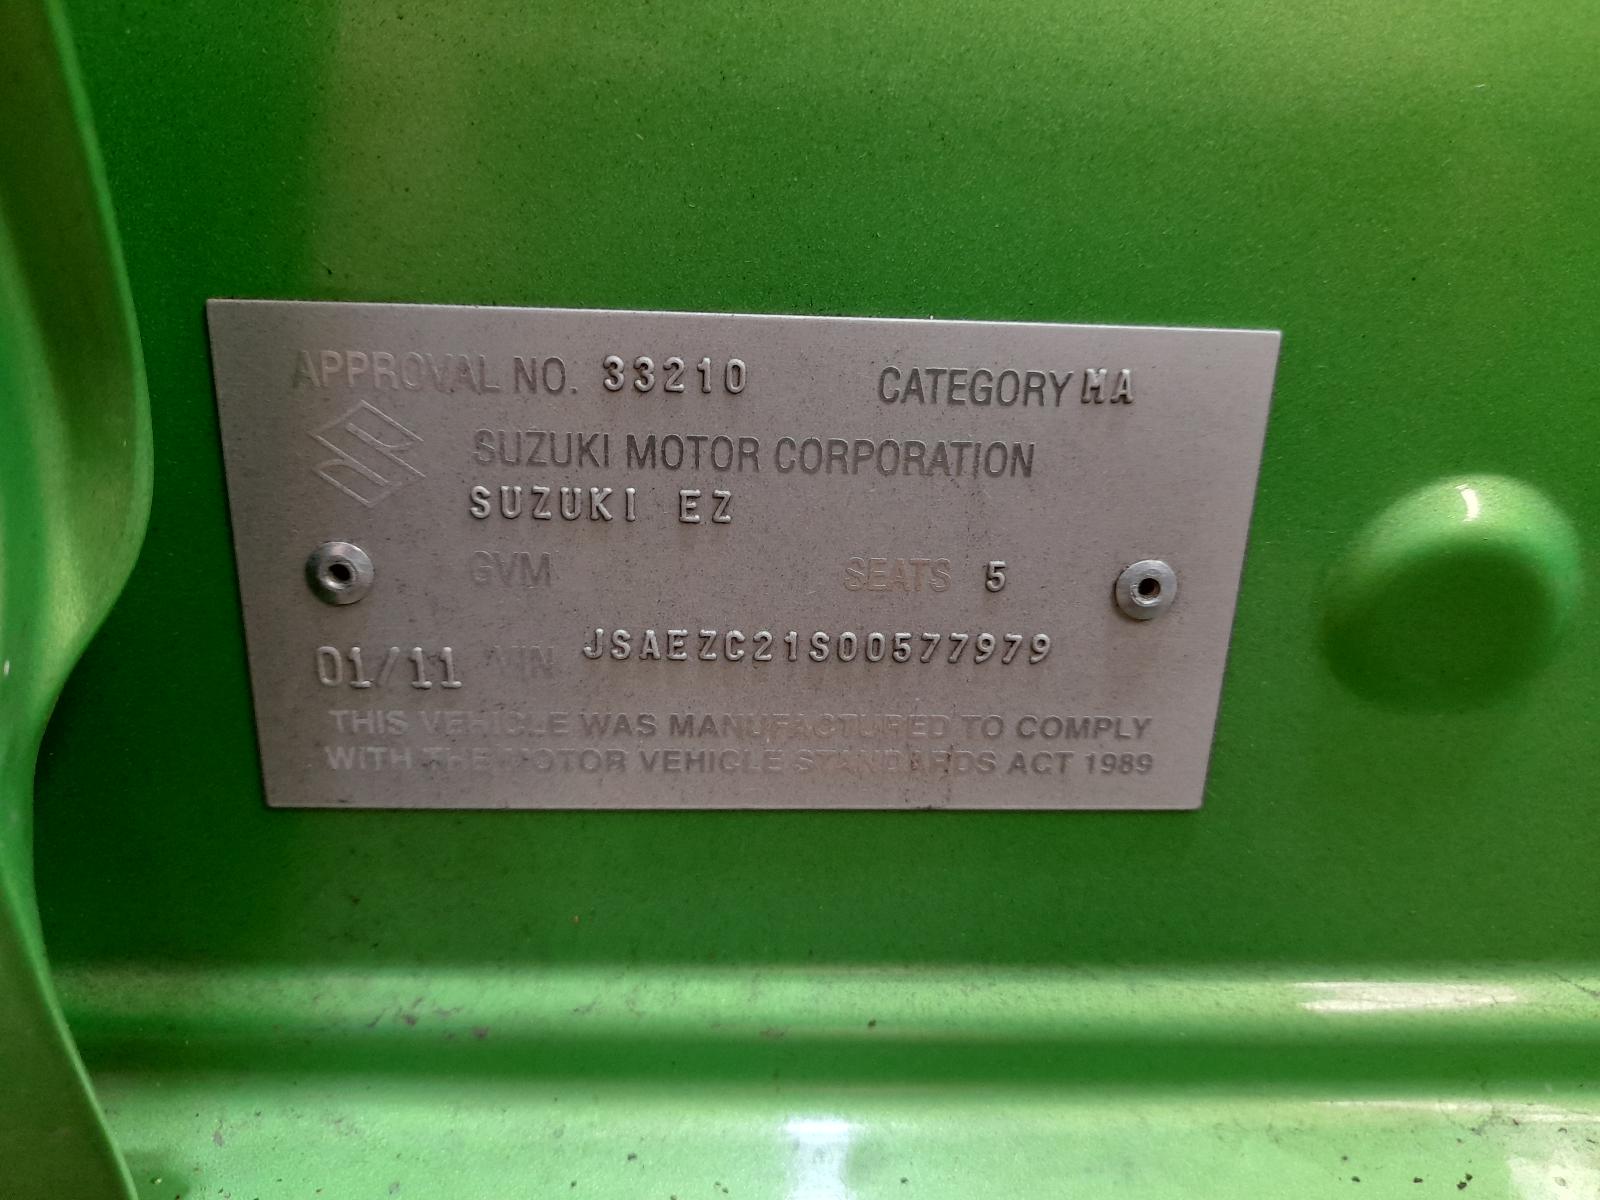 APPROVAL NO. 33210 CATEGORY MA
SUZUKI MOTOR CORPORATION
SUZUKI EZ
GVM SEATS 5
01/11 VIN JSAEZC21S00577979
THIS VEHICLE WAS MANUFACTURED TO COMPLY
WITH THE MOTOR VEHICLE STANDARDS ACT 1989